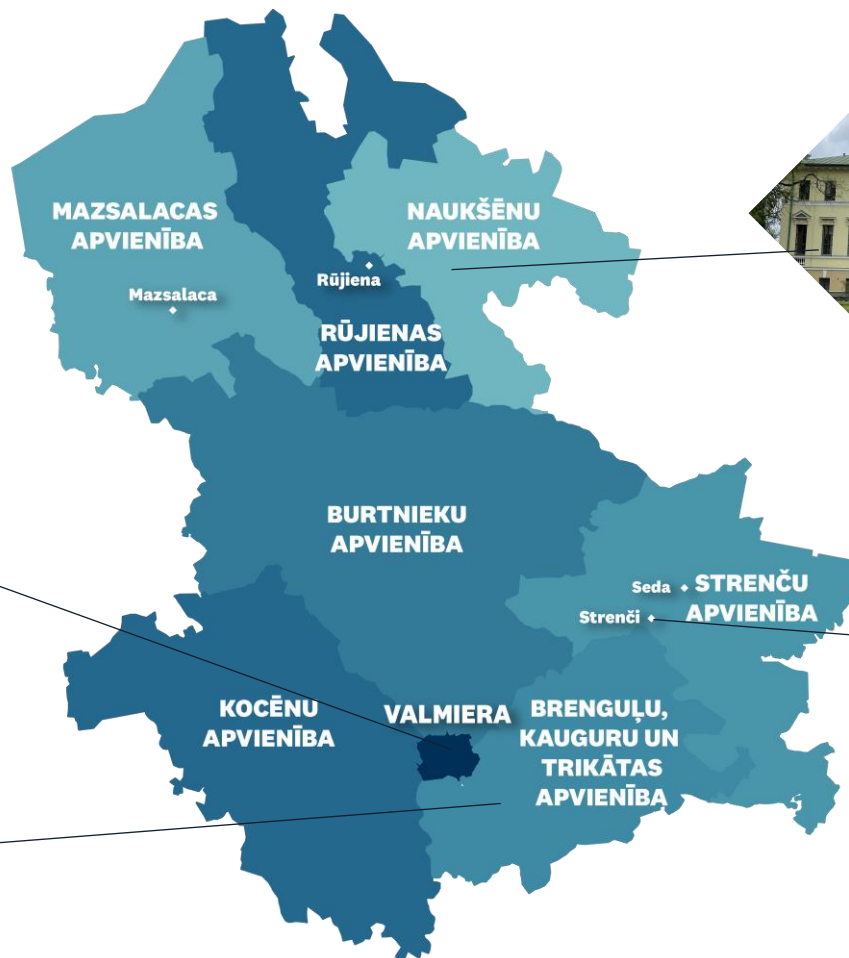 MAZSALACAS
APVIENĪBA
Mazsalaca
NAUKŠĒNU
APVIENĪBA
Rūjiena
RŪJIENAS
APVIENĪBA
BURTNIEKU
APVIENĪBA
Seda
STRENČU
APVIENĪBA
Strenči
KOCĒNU
APVIENĪBA
VALMIERA
BRENGUĻU,
KAUGURU UN
TRIKĀTAS
APVIENĪBA